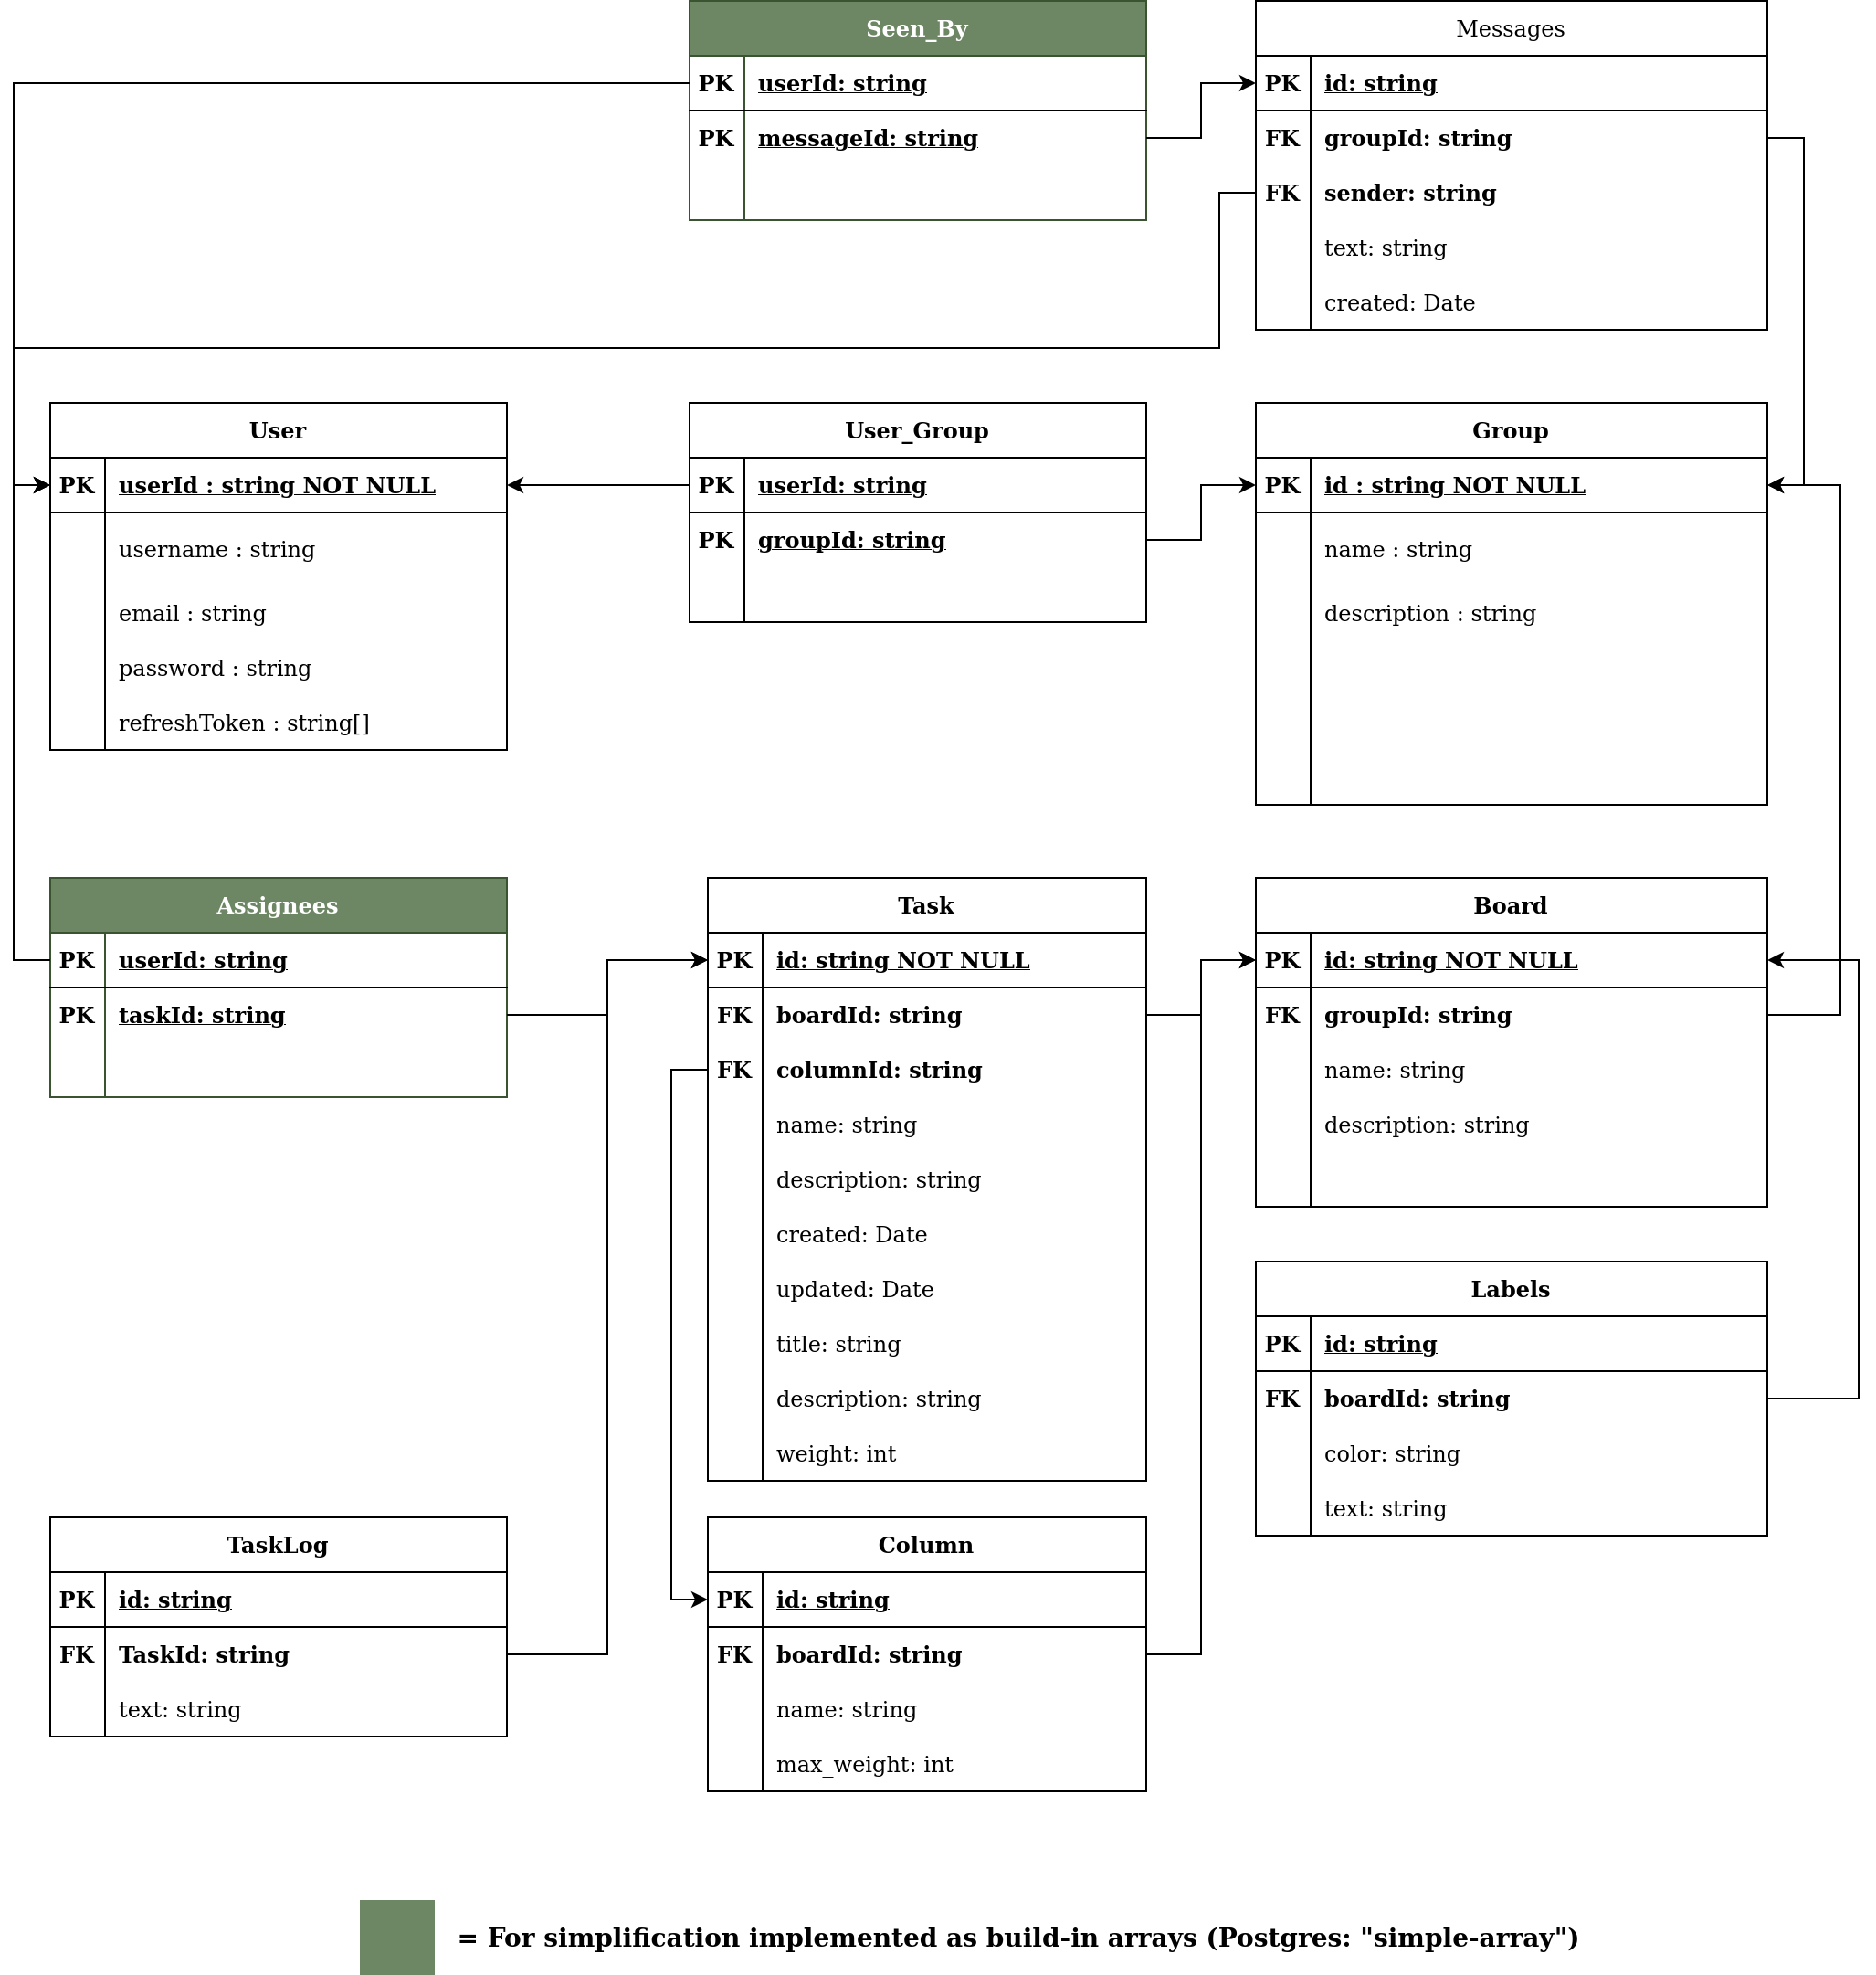 Seen_By
PK userId: string
PK messageId: string
Messages
PK id: string
FK groupId: string
FK sender: string
text: string
created: Date
User
PK userId : string NOT NULL
username : string
email : string
password : string
refreshToken : string[]
User_Group
PK userId: string
PK groupId: string
Group
PK id : string NOT NULL
name : string
description : string
Assignees
PK userId: string
PK taskId: string
Task
PK id: string NOT NULL
FK boardId: string
FK columnId: string
name: string
description: string
created: Date
updated: Date
title: string
description: string
weight: int
Board
PK id: string NOT NULL
FK groupId: string
name: string
description: string
Labels
PK id: string
FK boardId: string
color: string
text: string
TaskLog
PK id: string
FK TaskId: string
text: string
Column
PK id: string
FK boardId: string
name: string
max_weight: int
= For simplification implemented as build-in arrays (Postgres: "simple-array")